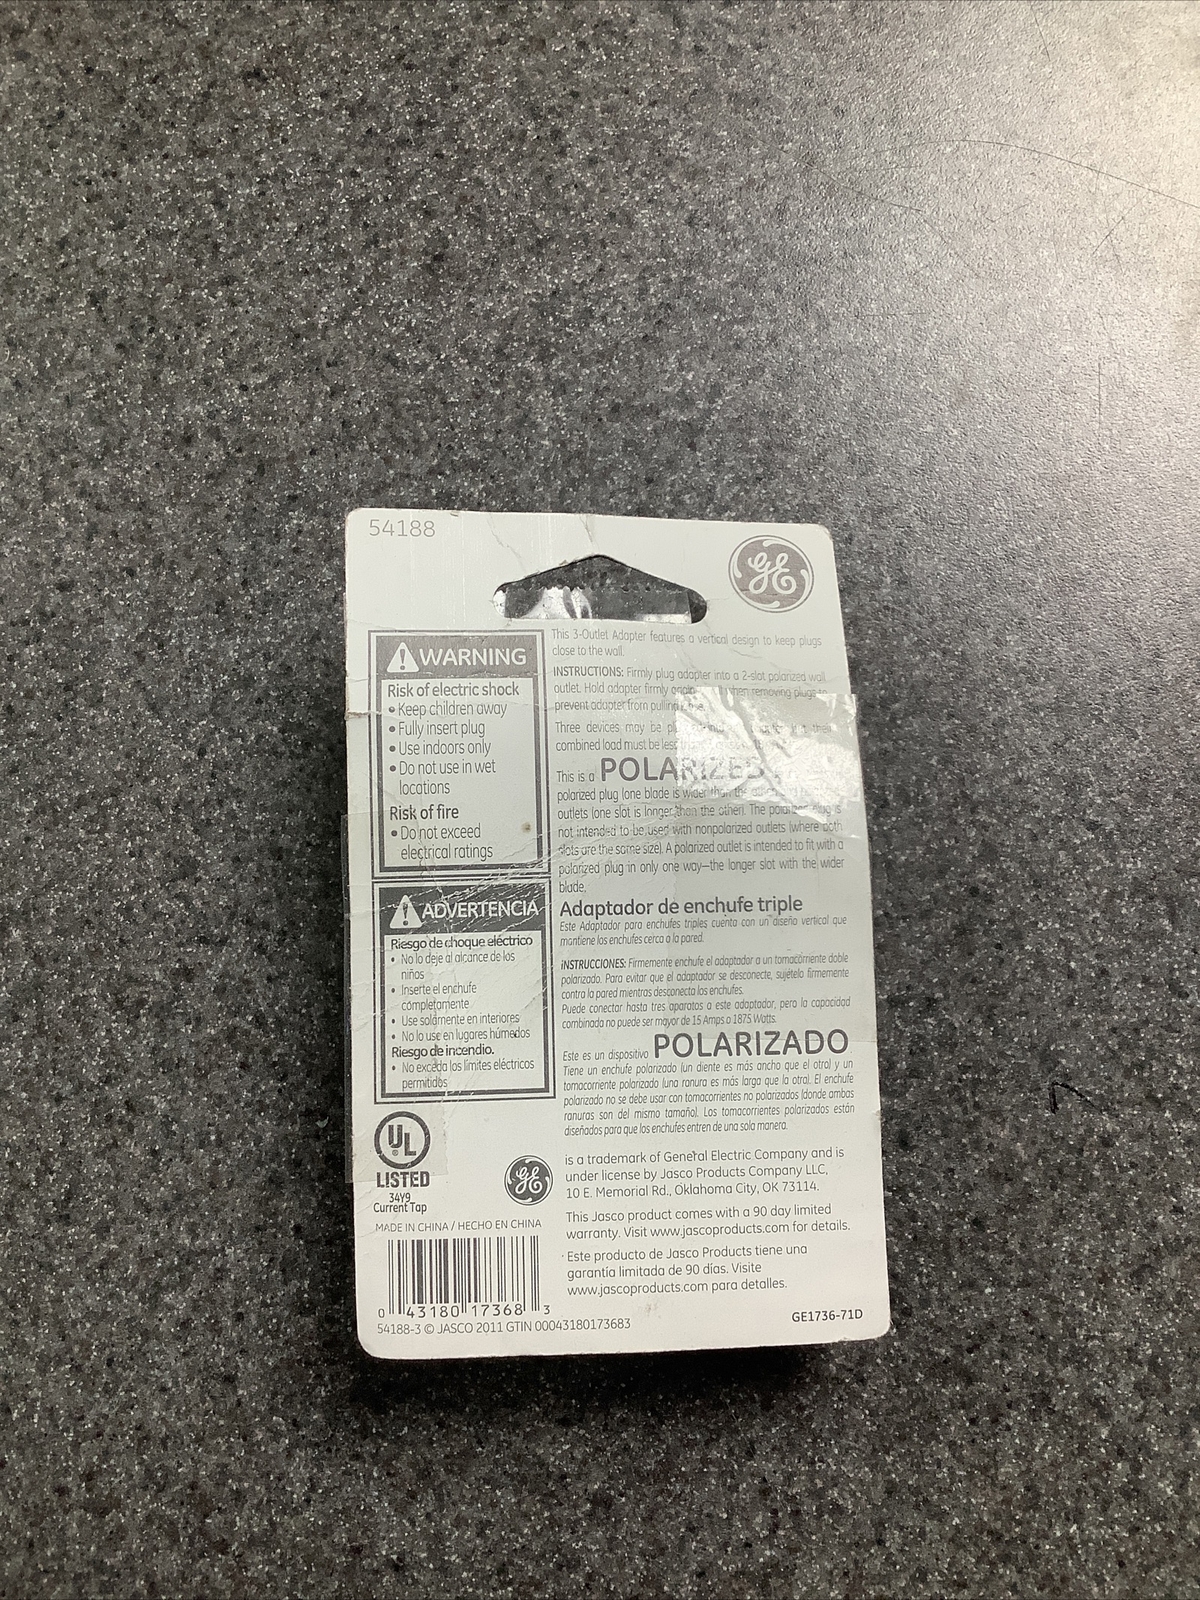 54188
GE
WARNING
Risk of electric shock
• Keep children away
• Fully insert plug
• Use indoors only
• Do not use in wet
locations
Risk of fire
• Do not exceed
electrical ratings
ADVERTENCIA
Riesgo de choque eléctrico
• No lo deje al alcance de los
niños
• Inserte el enchufe
completamente
• Use solamente en interiores
• No lo use en lugares húmedos
Riesgo de incendio.
• No exceda los límites eléctricos
permitidos
This 3-Outlet Adapter features a vertical design to keep plugs
close to the wall.
INSTRUCTIONS: Firmly plug adapter into a 2-slot polarized wall
outlet. Hold adapter firmly when removing plugs to
prevent adapter from pulling
Three devices may be their
combined load must be less
This is a POLARIZED
polarized plug (one blade is wider than the
outlets (one slot is longer than the other). The polarized plug is
not intended to be used with nonpolarized outlets (where both
slots are the same size). A polarized outlet is intended to fit with a
polarized plug in only one way—the longer slot with the wider
blade.
Adaptador de enchufe triple
Este Adaptador para enchufes triples cuenta con un diseño vertical que
mantiene los enchufes cerca a la pared.
INSTRUCCIONES: Firmemente enchufe el adaptador a un tomacorriente doble
polarizado. Para evitar que el adaptador se desconecte, sujételo firmemente
contra la pared mientras desconecta los enchufes.
Puede conectar hasta tres aparatos a este adaptador, pero la capacidad
combinada no puede ser mayor de 15 Amps a 1875 Watts.
Este es un dispositivo POLARIZADO.
Tiene un enchufe polarizado (un diente es más ancho que el otro) y un
tomacorriente polarizado (una ranura es más larga que la otra). El enchufe
polarizado no se debe usar con tomacorrientes no polarizados (donde ambas
ranuras son del mismo tamaño). Los tomacorrientes polarizados están
diseñados para que los enchufes entren de una sola manera.
UL
LISTED
34Y9
Current Tap
GE
is a trademark of General Electric Company and is
under license by Jasco Products Company LLC,
10 E. Memorial Rd., Oklahoma City, OK 73114.
This Jasco product comes with a 90 day limited
warranty. Visit www.jascoproducts.com for details.
Este producto de Jasco Products tiene una
garantía limitada de 90 días. Visite
www.jascoproducts.com para detalles.
MADE IN CHINA / HECHO EN CHINA
0 43180 17368 3
54188-3 © JASCO 2011 GTIN 00043180173683
GE1736-71D